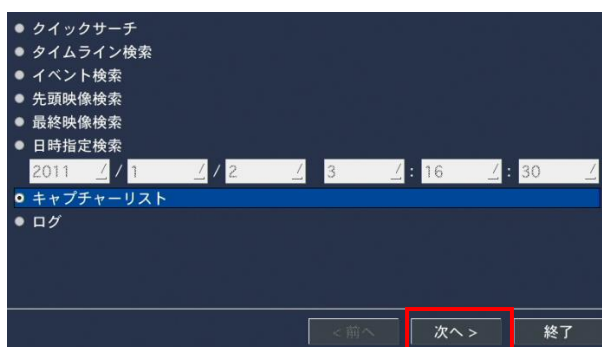 クイックサーチ
タイムライン検索
イベント検索
先頭映像検索
最終映像検索
日時指定検索
2011 / 1 / 2 3 : 16 : 30
キャプチャーリスト
ログ
<前へ 次へ> 終了